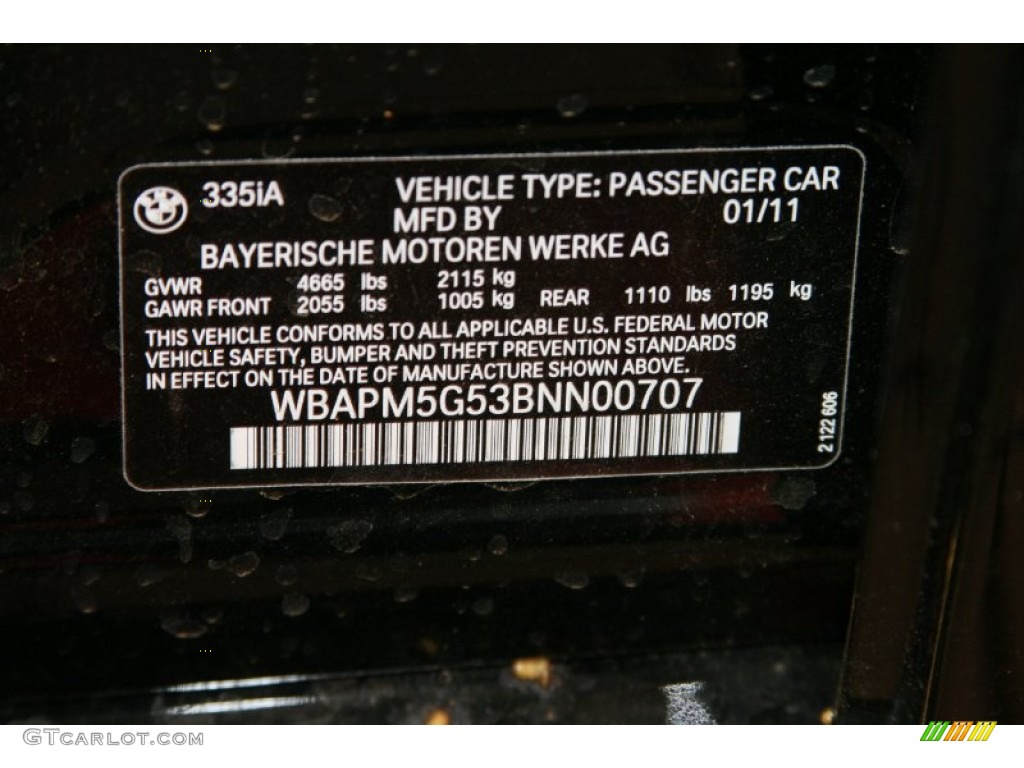 335iA VEHICLE TYPE: PASSENGER CAR
MFD BY 01/11
BAYERISCHE MOTOREN WERKE AG
GVWR 4665 lbs 2115 kg
GAWR FRONT 2055 lbs 1005 kg REAR 1110 lbs 1195 kg
THIS VEHICLE CONFORMS TO ALL APPLICABLE U.S. FEDERAL MOTOR
VEHICLE SAFETY, BUMPER AND THEFT PREVENTION STANDARDS
IN EFFECT ON THE DATE OF MANUFACTURE SHOWN ABOVE.
WBAPM5G53BNN00707
2 122 606
GTCarlot.com